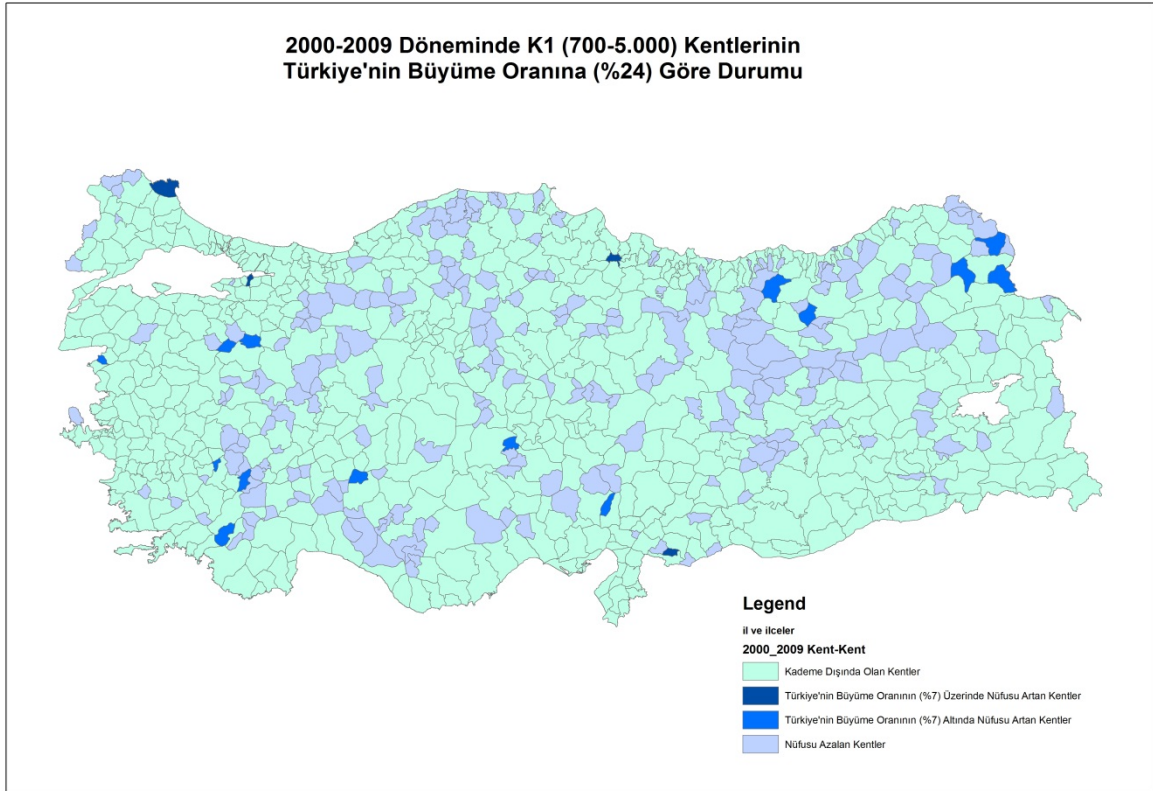 2000-2009 Döneminde K1 (700-5.000) Kentlerinin
Türkiye'nin Büyüme Oranına (%24) Göre Durumu
Legend
il ve ilceler
2000_2009 Kent-Kent
Kademe Dışında Olan Kentler
Türkiye'nin Büyüme Oranının (%7) Üzerinde Nüfusu Artan Kentler
Türkiye'nin Büyüme Oranının (%7) Altında Nüfusu Artan Kentler
Nüfusu Azalan Kentler